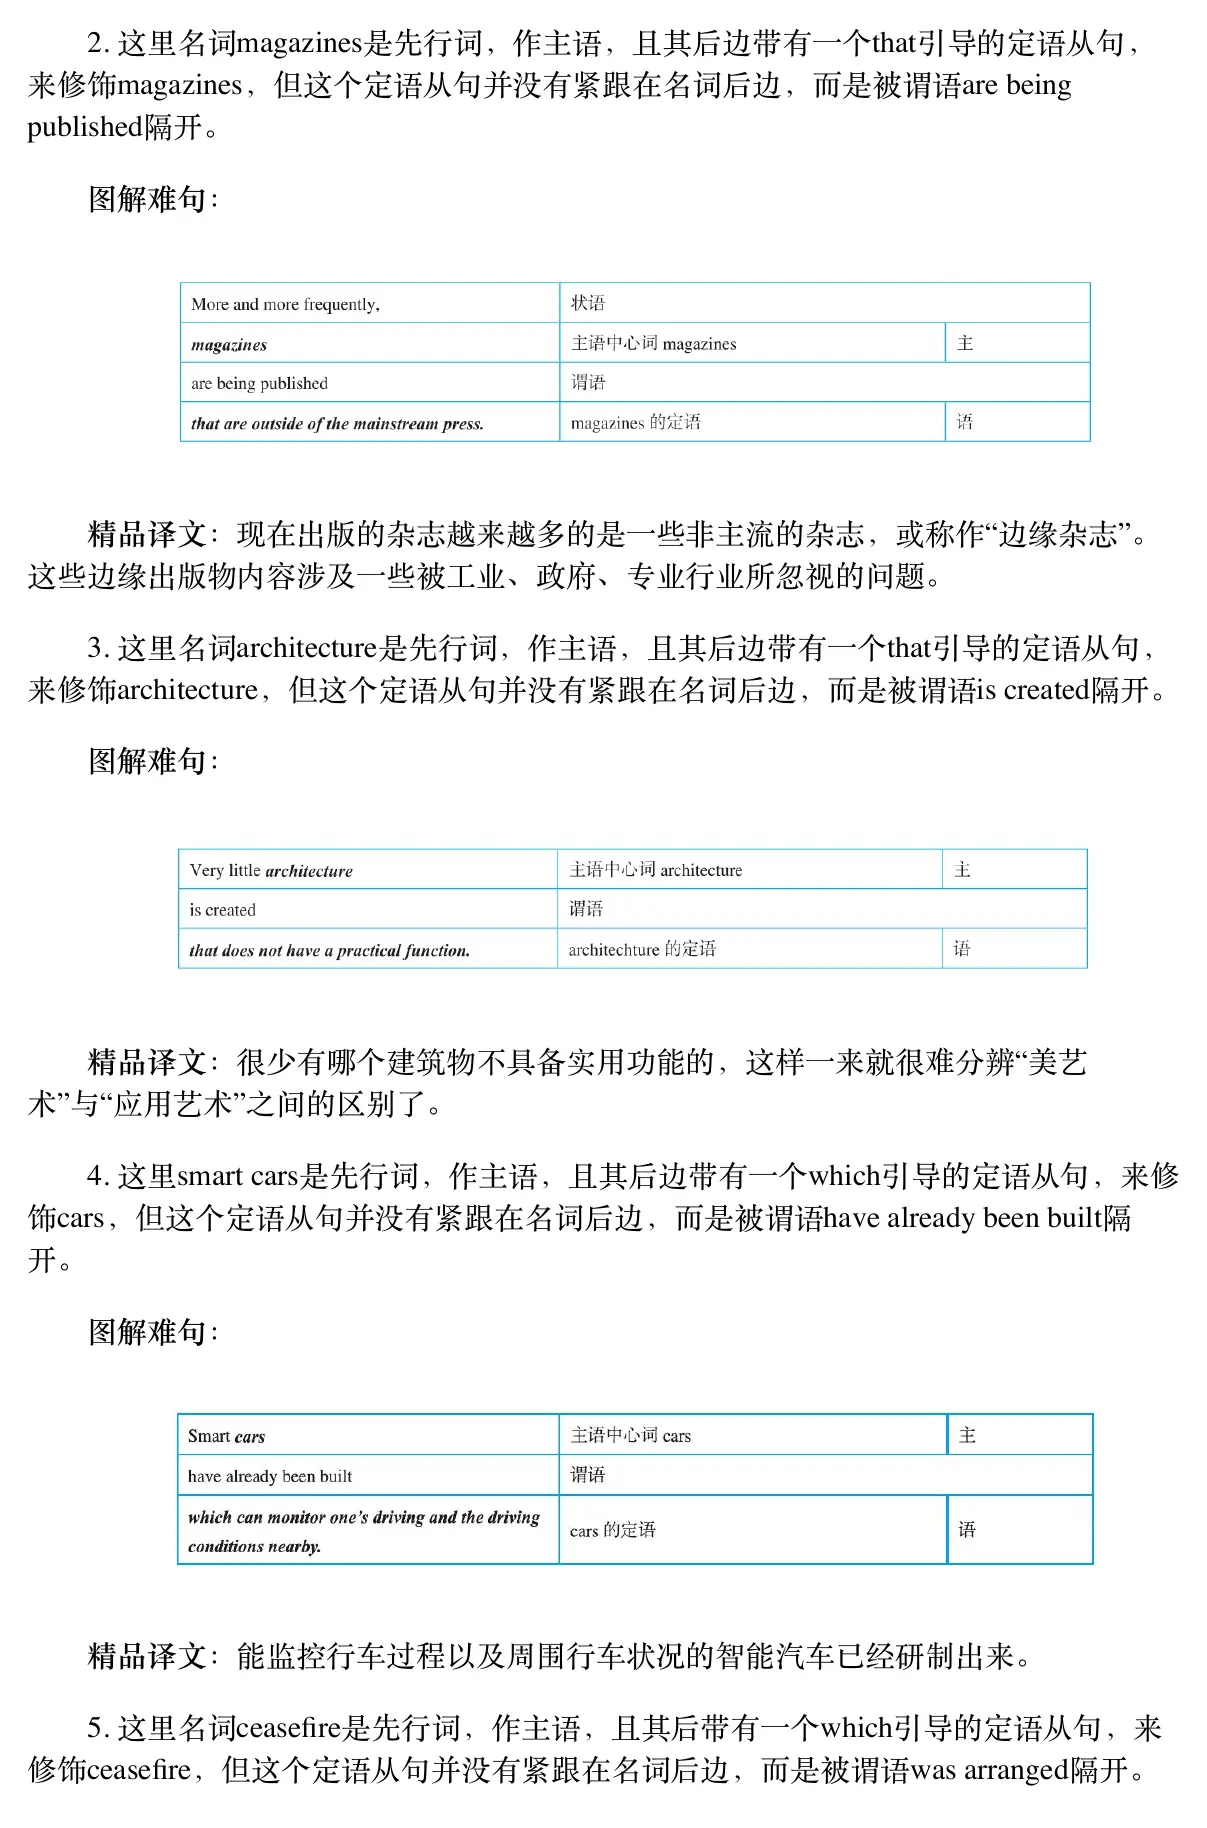 2. 这里名词magazines是先行词，作主语，且其后边带有一个that引导的定语从句，
来修饰magazines，但这个定语从句并没有紧跟在名词后边，而是被谓语are being
published隔开。
图解难句：
More and more frequently, 状语
magazines 主语中心词 magazines 主
are being published 谓语
that are outside of the mainstream press. magazines 的定语 语
精品译文：现在出版的杂志越来越多的是一些非主流的杂志，或称作“边缘杂志”。
这些边缘出版物内容涉及一些被工业、政府、专业行业所忽视的问题。
3. 这里名词architecture是先行词，作主语，且其后边带有一个that引导的定语从句，
来修饰architecture，但这个定语从句并没有紧跟在名词后边，而是被谓语is created隔开。
图解难句：
Very little architecture 主语中心词 architecture 主
is created 谓语
that does not have a practical function. architechture 的定语 语
精品译文：很少有哪个建筑物不具备实用功能的，这样一来就很难分辨“美艺
术”与“应用艺术”之间的区别了。
4. 这里smart cars是先行词，作主语，且其后边带有一个which引导的定语从句，来修
饰cars，但这个定语从句并没有紧跟在名词后边，而是被谓语have already been built隔
开。
图解难句：
Smart cars 主语中心词 cars 主
have already been built 谓语
which can monitor one’s driving and the driving
conditions nearby. cars 的定语 语
精品译文：能监控行车过程以及周围行车状况的智能汽车已经研制出来。
5. 这里名词ceasefire是先行词，作主语，且其后带有一个which引导的定语从句，来
修饰ceasefire，但这个定语从句并没有紧跟在名词后边，而是被谓语was arranged隔开。